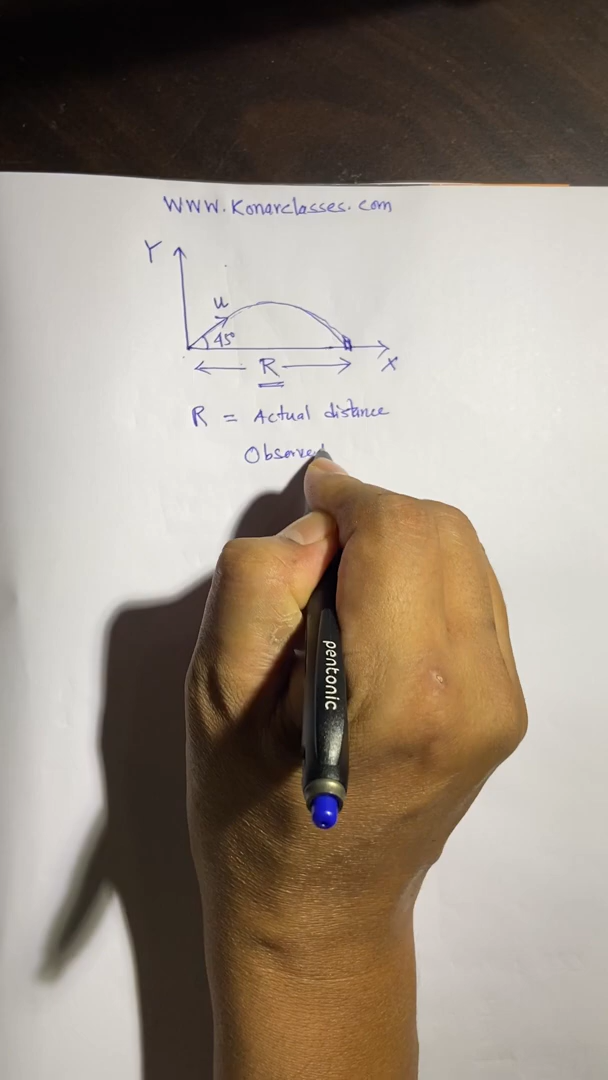 WWW.Konarclasses.com
Y
u
45°
R
X
R = Actual distance
Observed
pentonic